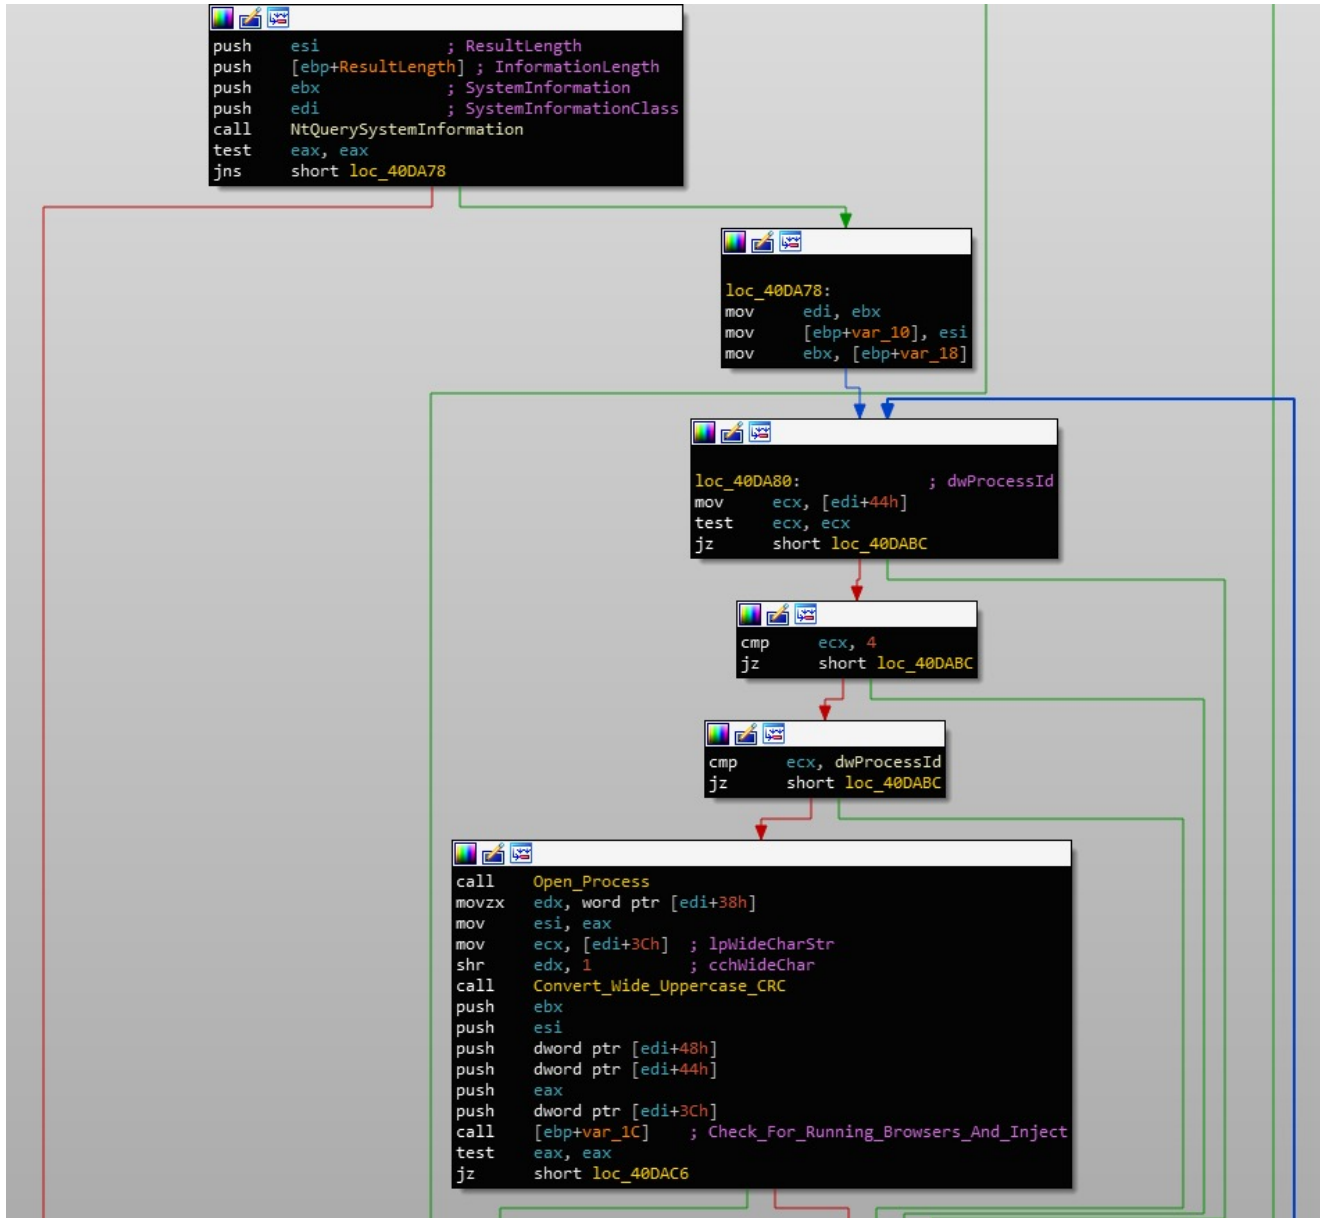 push esi ; ResultLength
push [ebp+ResultLength] ; InformationLength
push ebx ; SystemInformation
push edi ; SystemInformationClass
call NtQuerySystemInformation
test eax, eax
jns short loc_40DA78
loc_40DA78:
mov edi, ebx
mov [ebp+var_10], esi
mov ebx, [ebp+var_18]
loc_40DA80: ; dwProcessId
mov ecx, [edi+44h]
test ecx, ecx
jz short loc_40DABC
cmp ecx, 4
jz short loc_40DABC
cmp ecx, dwProcessId
jz short loc_40DABC
call Open_Process
movzx edx, word ptr [edi+38h]
mov esi, eax
mov ecx, [edi+3Ch] ; lpWideCharStr
shr edx, 1 ; cchWideChar
call Convert_Wide_Uppercase_CRC
push ebx
push esi
push dword ptr [edi+48h]
push dword ptr [edi+44h]
push eax
push dword ptr [edi+3Ch]
call [ebp+var_1C] ; Check_For_Running_Browsers_And_Inject
test eax, eax
jz short loc_40DAC6